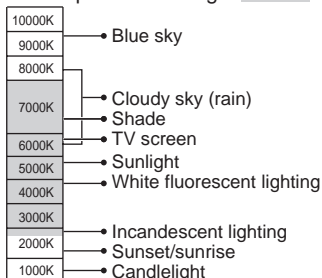 10000K
Blue sky
9000K
8000K
Cloudy sky (rain)
7000K
Shade
TV screen
6000K
Sunlight
5000K
White fluorescent lighting
4000K
3000K
Incandescent lighting
2000K
Sunset/sunrise
1000K
Candlelight